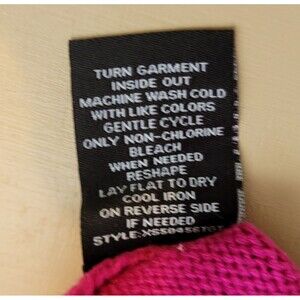 TURN GARMENT
INSIDE OUT
MACHINE WASH COLD
WITH LIKE COLORS
GENTLE CYCLE
ONLY NON-CHLORINE
BLEACH
WHEN NEEDED
RESHAPE
LAY FLAT TO DRY
COOL IRON
ON REVERSE SIDE
IF NEEDED